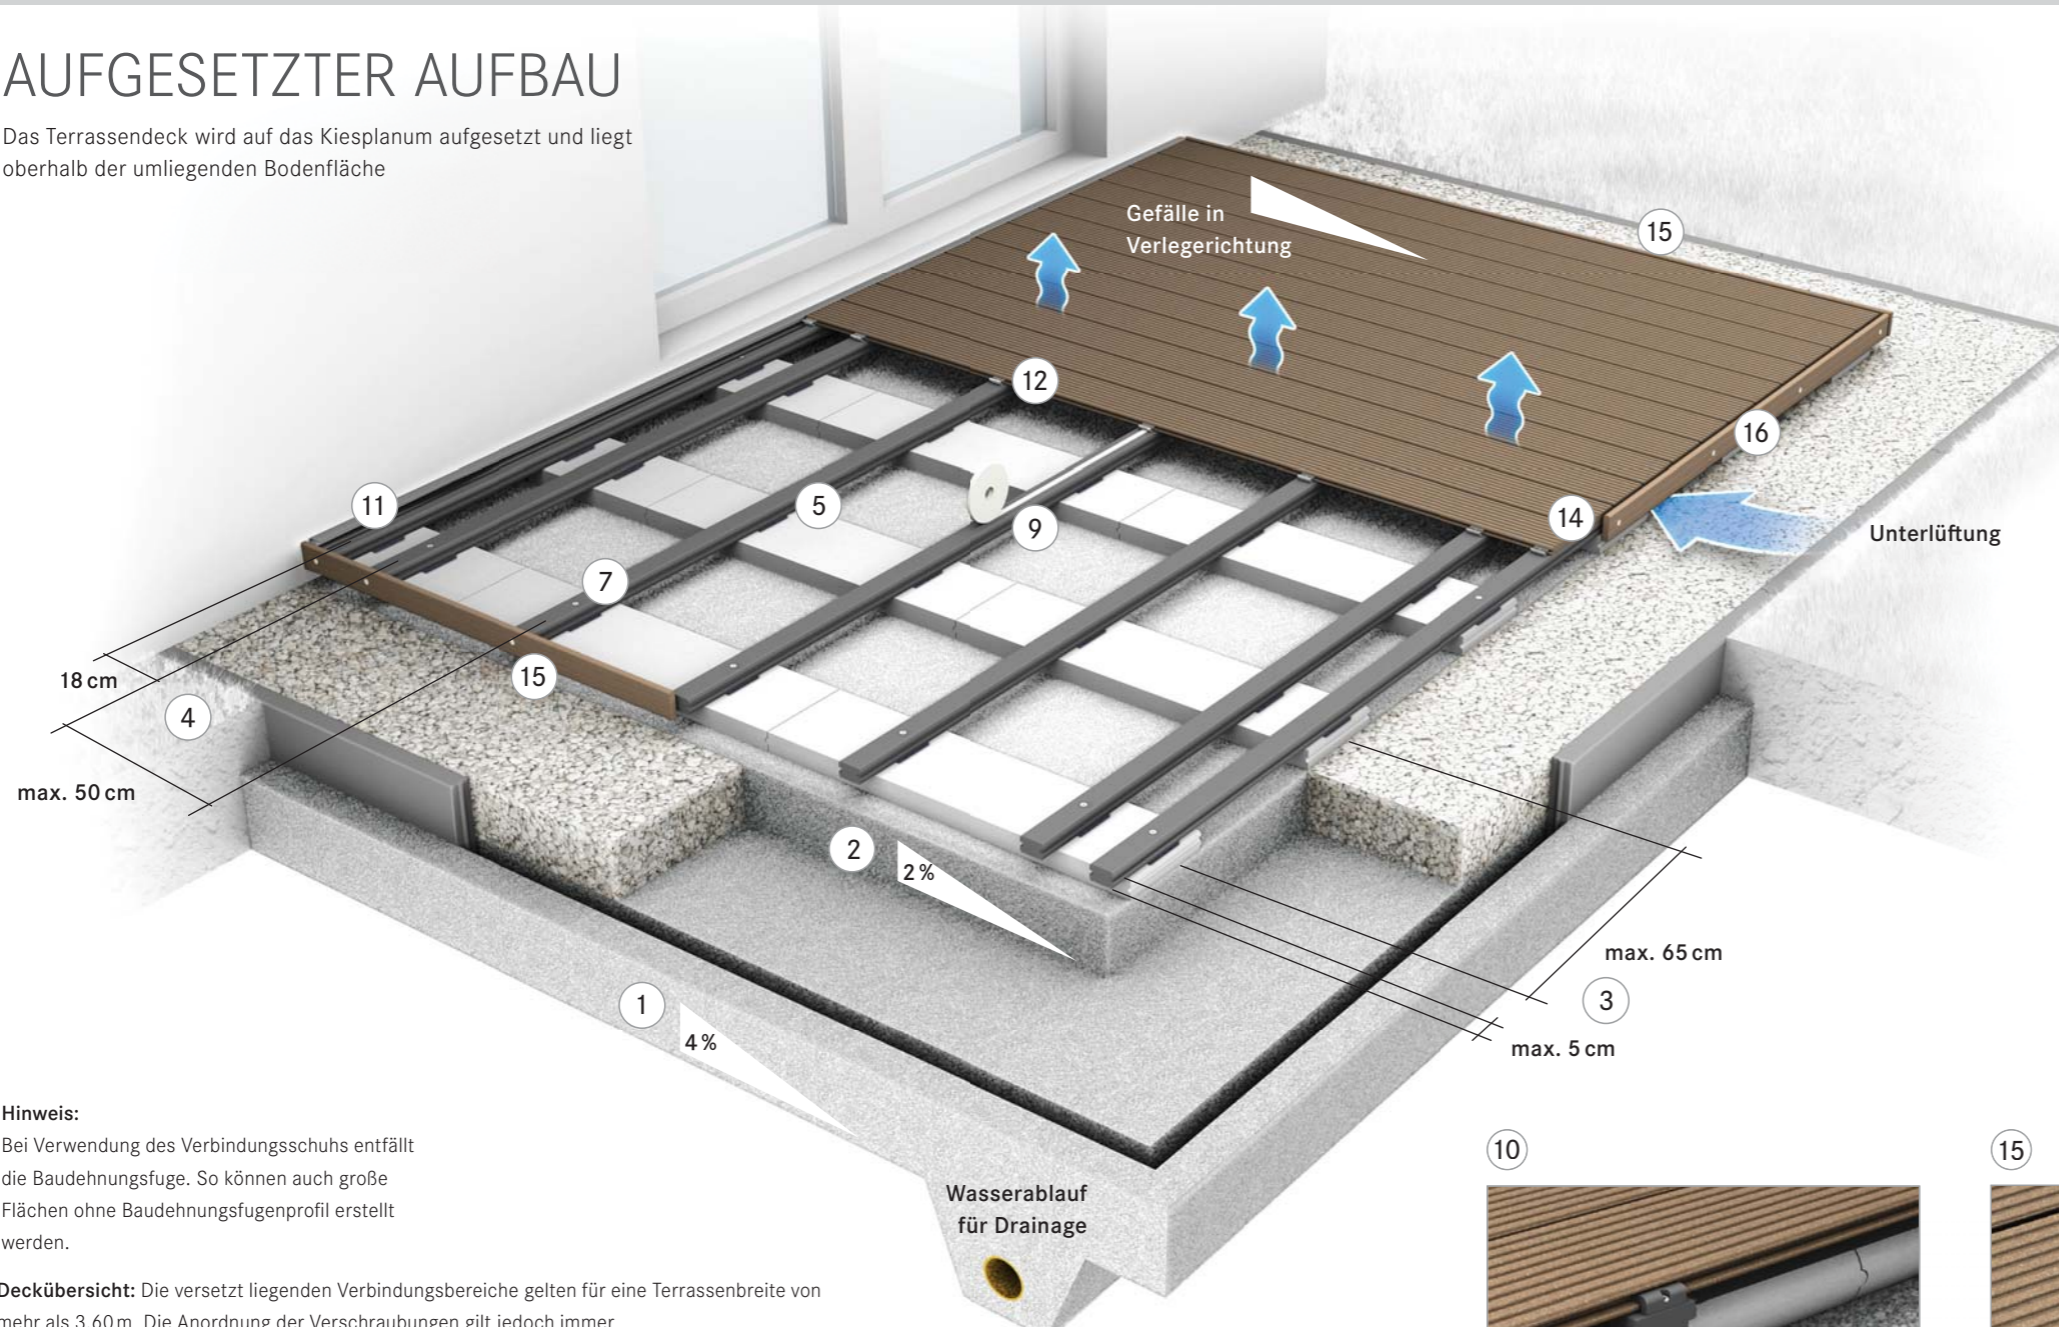 AUFGESETZTER AUFBAU
Das Terrassendeck wird auf das Kiesplanum aufgesetzt und liegt
oberhalb der umliegenden Bodenfläche
Gefälle in
Verlegerichtung
15
12
16
11
5
9
14
Unterlüftung
7
15
18 cm
4
max. 50 cm
2
2 %
max. 65 cm
3
max. 5 cm
1
4 %
Hinweis:
Bei Verwendung des Verbindungsschuhs entfällt
die Baudehnungsfuge. So können auch große
Flächen ohne Baudehnungsfugenprofil erstellt
werden.
Wasserablauf
für Drainage
10
15
Deckübersicht: Die versetzt liegenden Verbindungsbereiche gelten für eine Terrassenbreite von
mehr als 3,60 m. Die Anordnung der Verschraubungen gilt jedoch immer